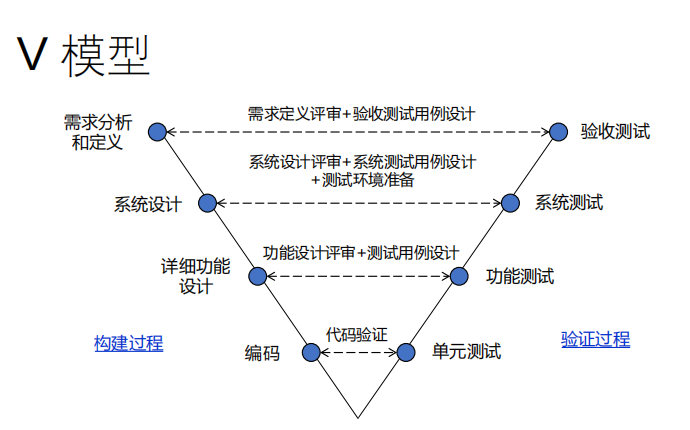 V 模型
需求定义评审+验收测试用例设计
需求分析
和定义
验收测试
系统设计评审+系统测试用例设计
+测试环境准备
系统设计
系统测试
功能设计评审+测试用例设计
详细功能
设计
功能测试
代码验证
构建过程
编码
单元测试
验证过程